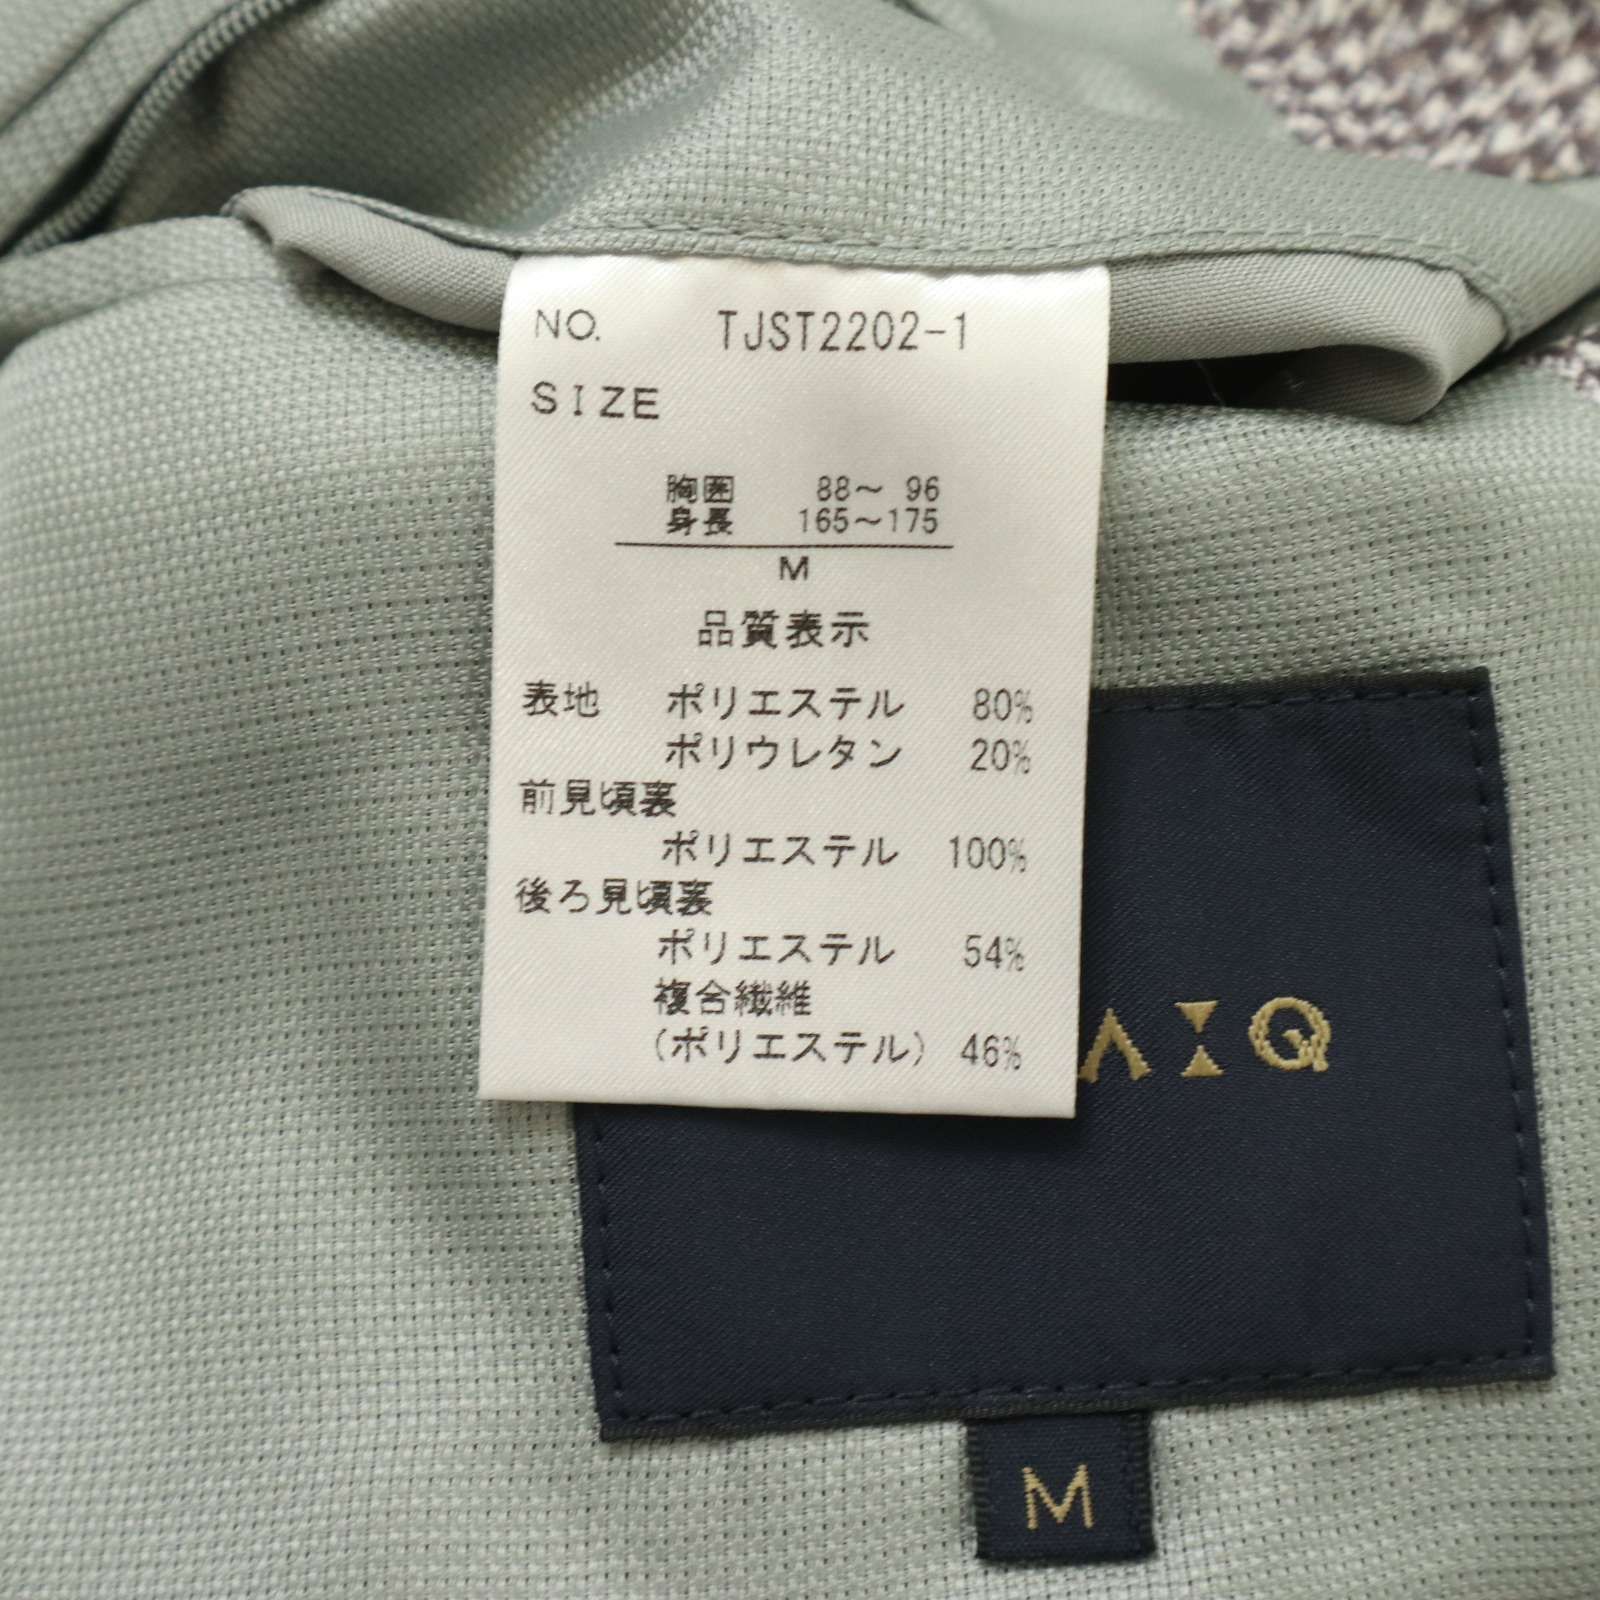 NO. TJST2202-1
SIZE
胸囲 88～ 96
身長 165～175
M
品質表示
表地 ポリエステル 80%
ポリウレタン 20%
前見頃裏
ポリエステル 100%
後ろ見頃裏
ポリエステル 54%
複合繊維
(ポリエステル) 46%
M